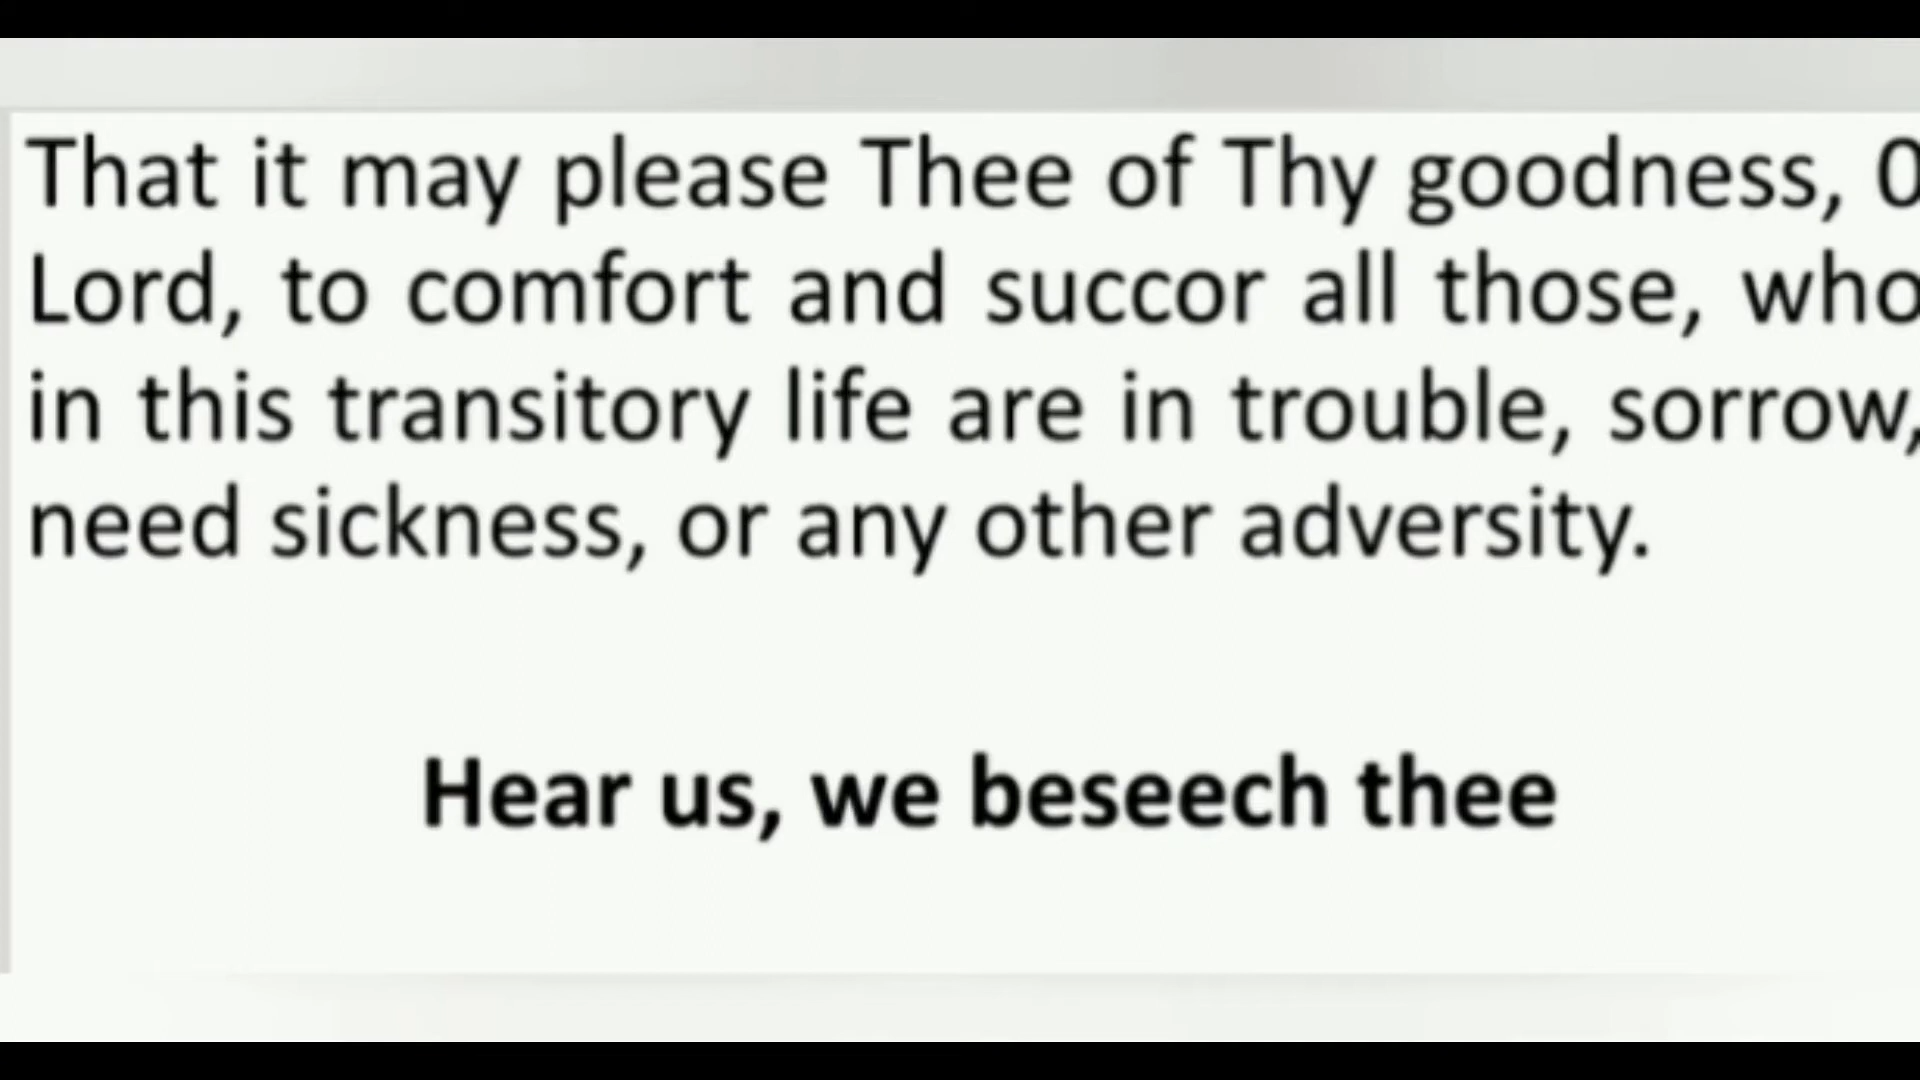 That it may please Thee of Thy goodness, O
Lord, to comfort and succor all those, who
in this transitory life are in trouble, sorrow,
need sickness, or any other adversity.
Hear us, we beseech thee